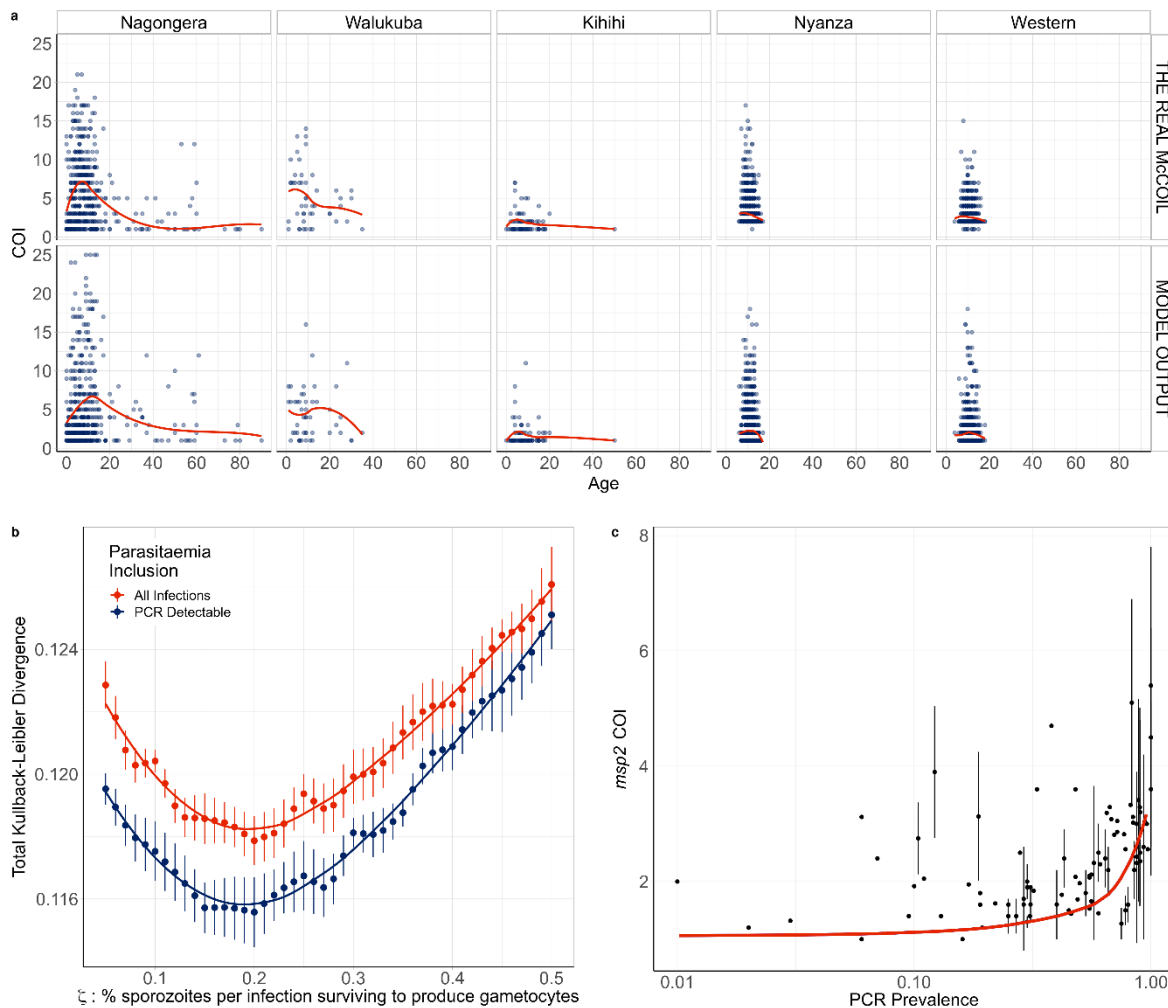 a
Nagongera Walukuba Kihihi Nyanza Western
25
20
15
10
5
0
THE REAL McCOIL
COI
25
20
15
10
5
0
MODEL OUTPUT
0 20 40 60 80 0 20 40 60 80 0 20 40 60 80 0 20 40 60 80 0 20 40 60 80
Age
b
Parasitaemia
Inclusion
All Infections
PCR Detectable
Total Kullback-Leibler Divergence
0.124
0.120
0.116
0.1 0.2 0.3 0.4 0.5
ζ : % sporozoites per infection surviving to produce gametocytes
c
8
6
4
2
msp2 COI
0.01 0.10 1.00
PCR Prevalence